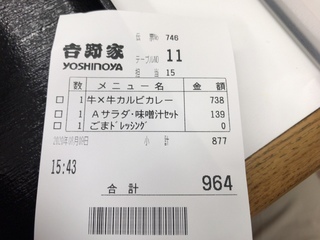 伝票No 746
吉野家
YOSHINOYA
テーブルNO 11
担当 15
数 メニュー名 金額
□ 1 牛×牛カルビカレー 738
□ 1 Aサラダ・味噌汁セット 139
□ 1 ごまドレッシング 0
小計 877
15:43
合計 964